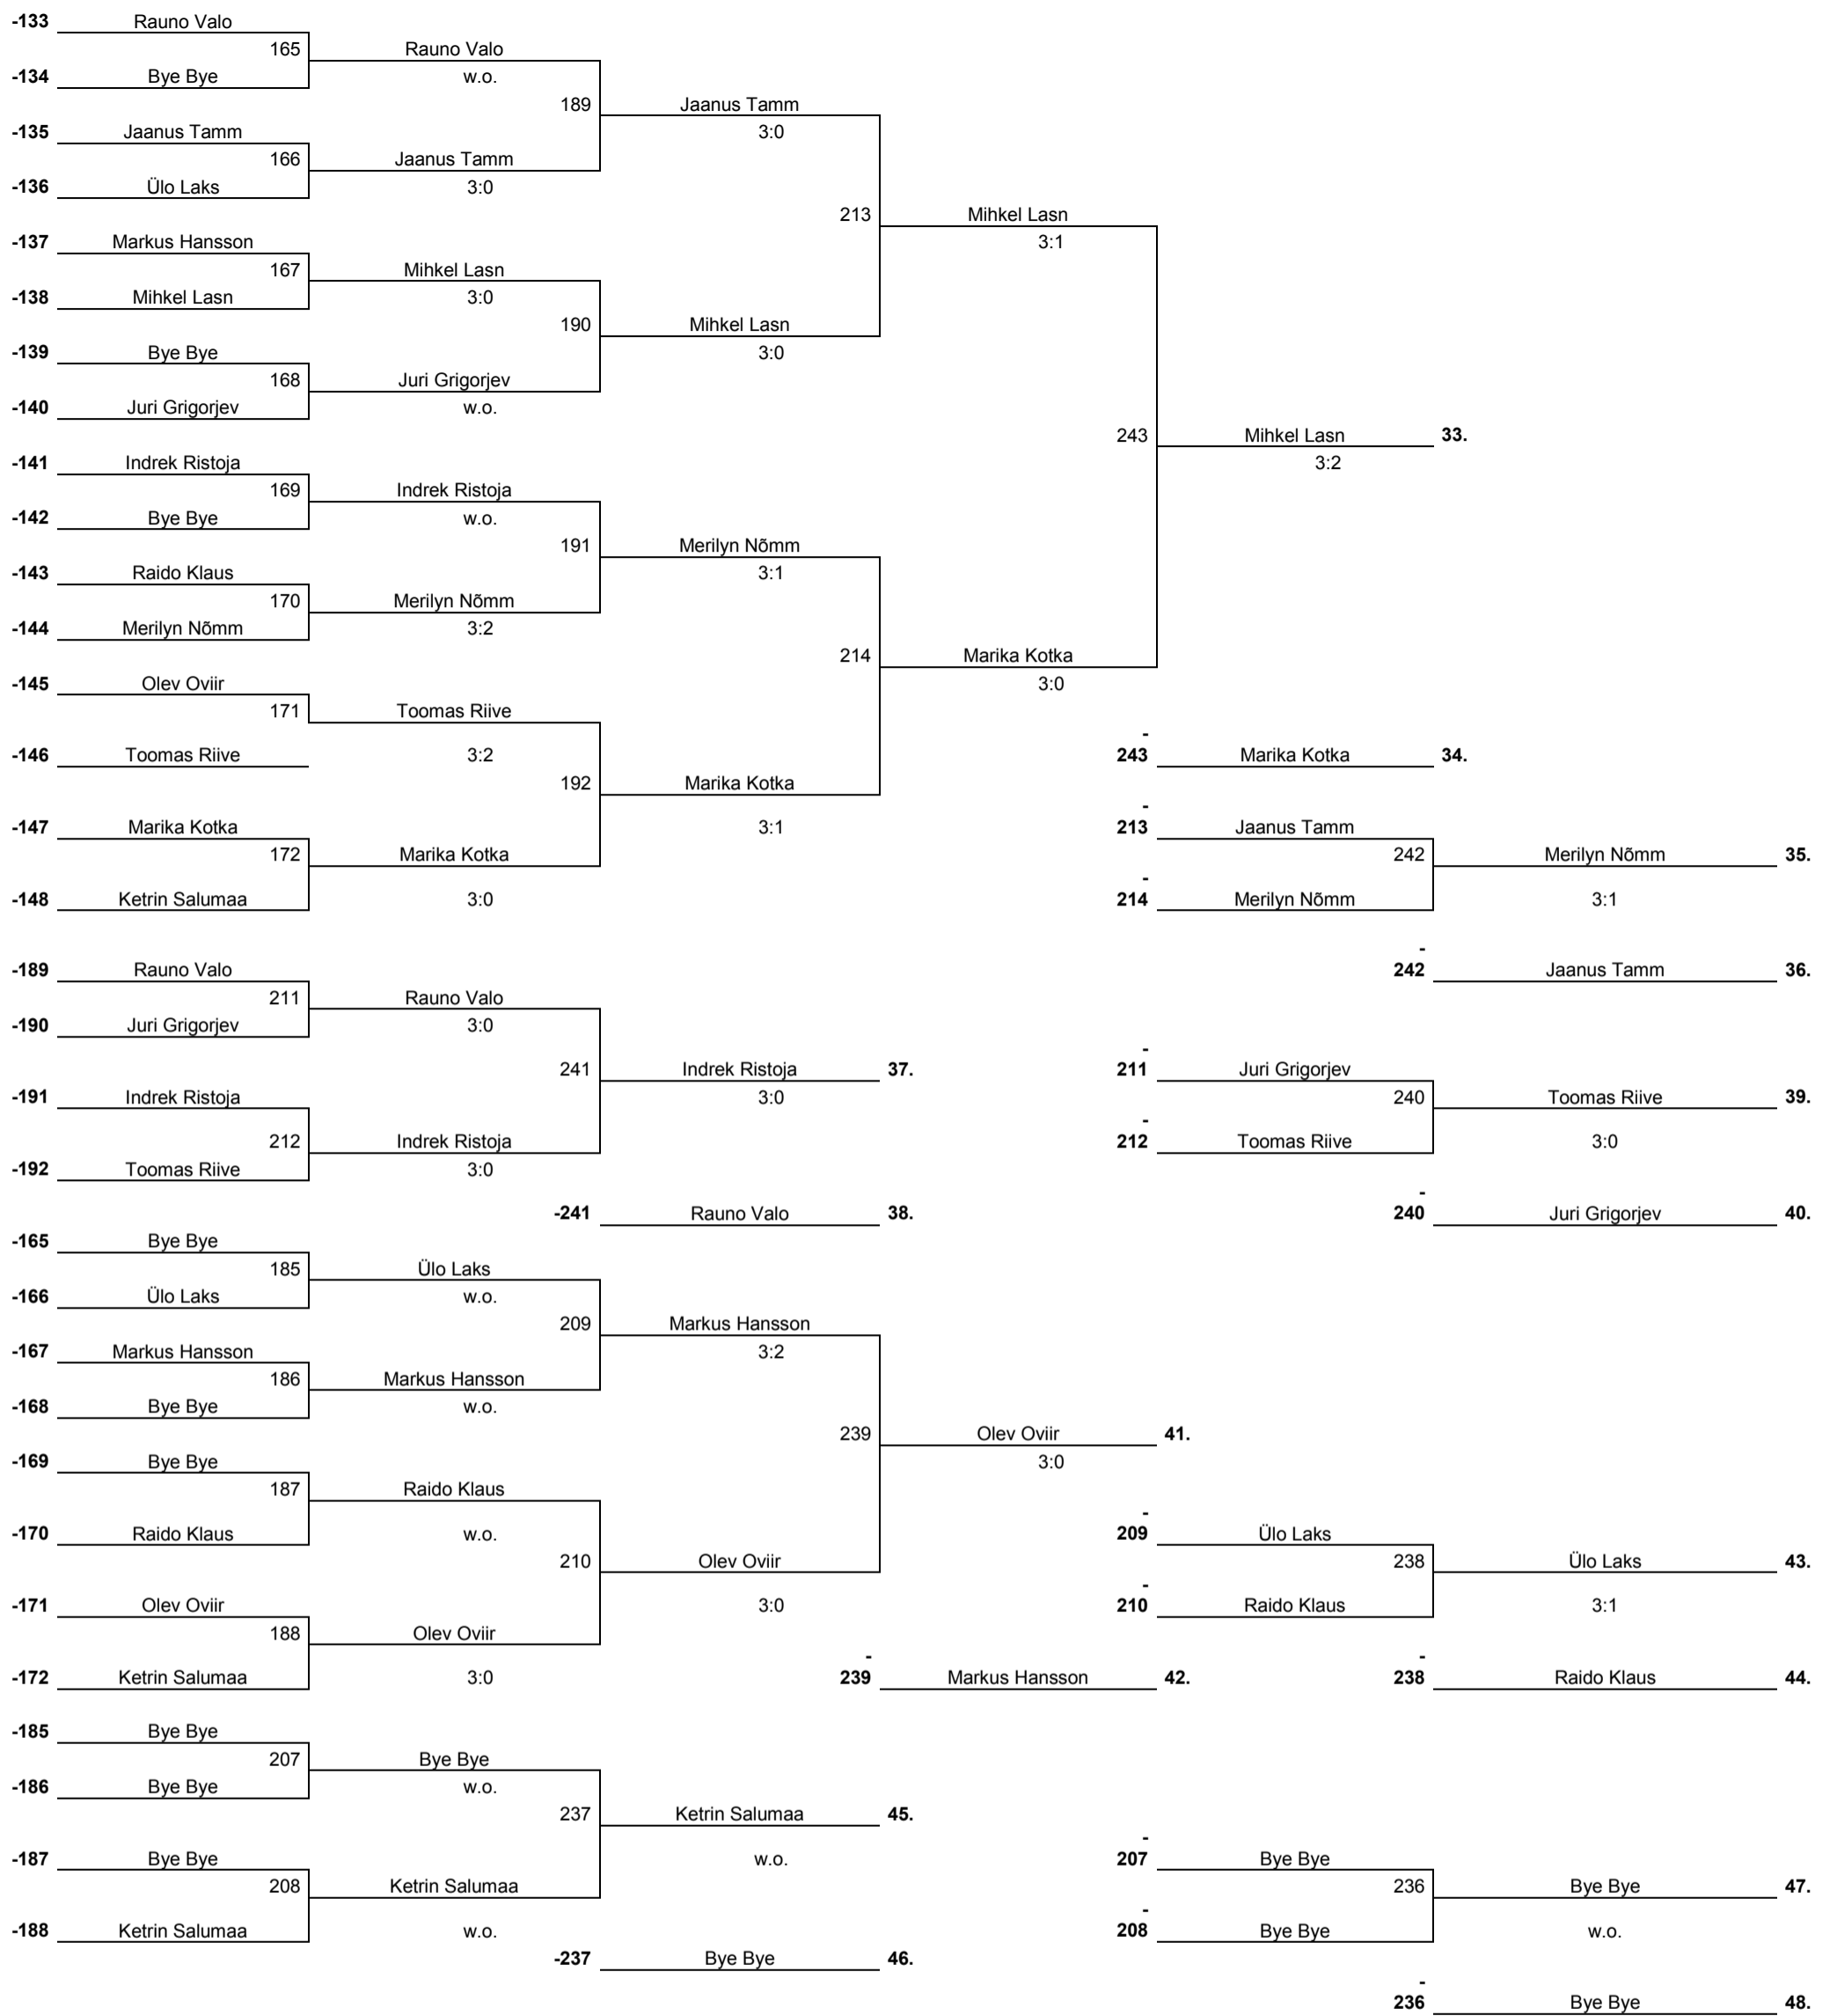 -133 Rauno Valo
165 Rauno Valo
-134 Bye Bye w.o.
189 Jaanus Tamm
-135 Jaanus Tamm 3:0
166 Jaanus Tamm
-136 Ülo Laks 3:0
213 Mihkel Lasn
-137 Markus Hansson 3:1
167 Mihkel Lasn
-138 Mihkel Lasn 3:0
190 Mihkel Lasn
-139 Bye Bye 3:0
168 Juri Grigorjev
-140 Juri Grigorjev w.o.
243 Mihkel Lasn 33.
-141 Indrek Ristoja 3:2
169 Indrek Ristoja
-142 Bye Bye w.o.
191 Merilyn Nõmm
-143 Raido Klaus 3:1
170 Merilyn Nõmm
-144 Merilyn Nõmm 3:2
214 Marika Kotka
-145 Olev Oviir 3:0
171 Toomas Riive
-
-146 Toomas Riive 3:2 243 Marika Kotka 34.
192 Marika Kotka
-
-147 Marika Kotka 3:1 213 Jaanus Tamm
172 Marika Kotka 242 Merilyn Nõmm 35.
-
-148 Ketrin Salumaa 3:0 214 Merilyn Nõmm 3:1
-
-189 Rauno Valo 242 Jaanus Tamm 36.
211 Rauno Valo
-190 Juri Grigorjev 3:0
-
241 Indrek Ristoja 37. 211 Juri Grigorjev
-191 Indrek Ristoja 3:0 240 Toomas Riive 39.
-
212 Indrek Ristoja 212 Toomas Riive 3:0
-192 Toomas Riive 3:0
-
-241 Rauno Valo 38. 240 Juri Grigorjev 40.
-165 Bye Bye
185 Ülo Laks
-166 Ülo Laks w.o.
209 Markus Hansson
-167 Markus Hansson 3:2
186 Markus Hansson
-168 Bye Bye w.o.
239 Olev Oviir 41.
-169 Bye Bye 3:0
187 Raido Klaus
-
-170 Raido Klaus w.o. 209 Ülo Laks
210 Olev Oviir 238 Ülo Laks 43.
-
-171 Olev Oviir 3:0 210 Raido Klaus 3:1
188 Olev Oviir
- -
-172 Ketrin Salumaa 3:0 239 Markus Hansson 42. 238 Raido Klaus 44.
-185 Bye Bye
207 Bye Bye
-186 Bye Bye w.o.
237 Ketrin Salumaa 45.
-
-187 Bye Bye w.o. 207 Bye Bye
208 Ketrin Salumaa 236 Bye Bye 47.
-
-188 Ketrin Salumaa w.o. 208 Bye Bye w.o.
-237 Bye Bye 46.
-
236 Bye Bye 48.